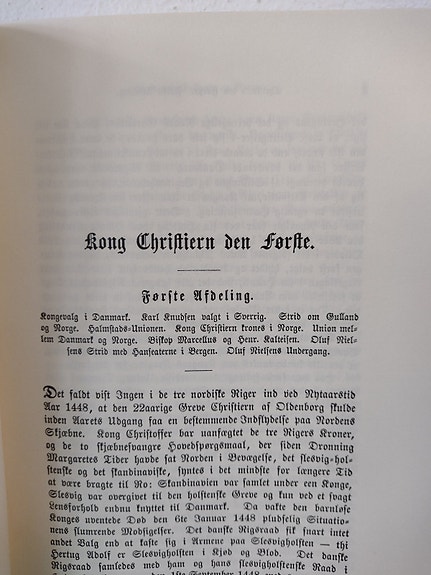 Kong Christiern den Første.
Første Afdeling.
Kongevalg i Danmark. Karl Knudsen valgt i Sverrig. Strid om Gulland
og Norge. Halmstads-Unionen. Kong Christiern krones i Norge. Union mel-
lem Danmark og Norge. Biskop Marcellus og Henr. Kalteisen. Oluf Niel-
sens Strid med Hanseaterne i Bergen. Oluf Nielsens Undergang.
Det faldt vist Ingen i de tre nordiske Riger ind ved Nytaarstid
Aar 1448, at den 22aarige Greve Christiern af Oldenborg skulde
inden Aarets Udgang faa en bestemmende Indflydelse paa Nordens
Skjæbne. Kong Christoffer bar uanfægtet de tre Rigers Kroner,
og de to skjæbnesvangre Hovedspørgsmaal, der siden Dronning
Margaretes Tider havde sat Norden i Bevægelse, det slesvig-hol-
stenske og det skandinaviske, syntes i det mindste for længere Tid
at være bragte til Ro: Skandinavien var samlet under een Konge,
Slesvig var overgivet til den holstenske Greve og kun ved et svagt
Lensforhold endnu knyttet til Danmark. Da vakte den barnløse
Konges uventede Død den 6te Januar 1448 pludselig Situatio-
nens slumrende Modsigelser. Det danske Rigsraad fik snart intet
andet Valg end at kaste sig i Armene paa Slesvigholsten — thi
Hertug Adolf er Slesvigholsten i Kjød og Blod. Det danske
Rigsraad samledes med ham og hans slesvigholstenske Raad i
1ste September 1448